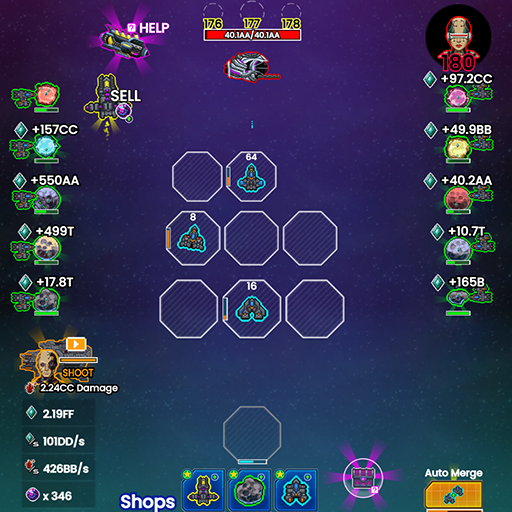 176 177 178
40.1AA/40.1AA
HELP
180
SELL
+157CC
+550AA
+499T
+17.8T
+97.2CC
+49.9BB
+40.2AA
+10.7T
+165B
64
8
16
SHOOT
2.24CC Damage
2.19FF
101DD/s
426BB/s
x 346
Shops
Auto Merge